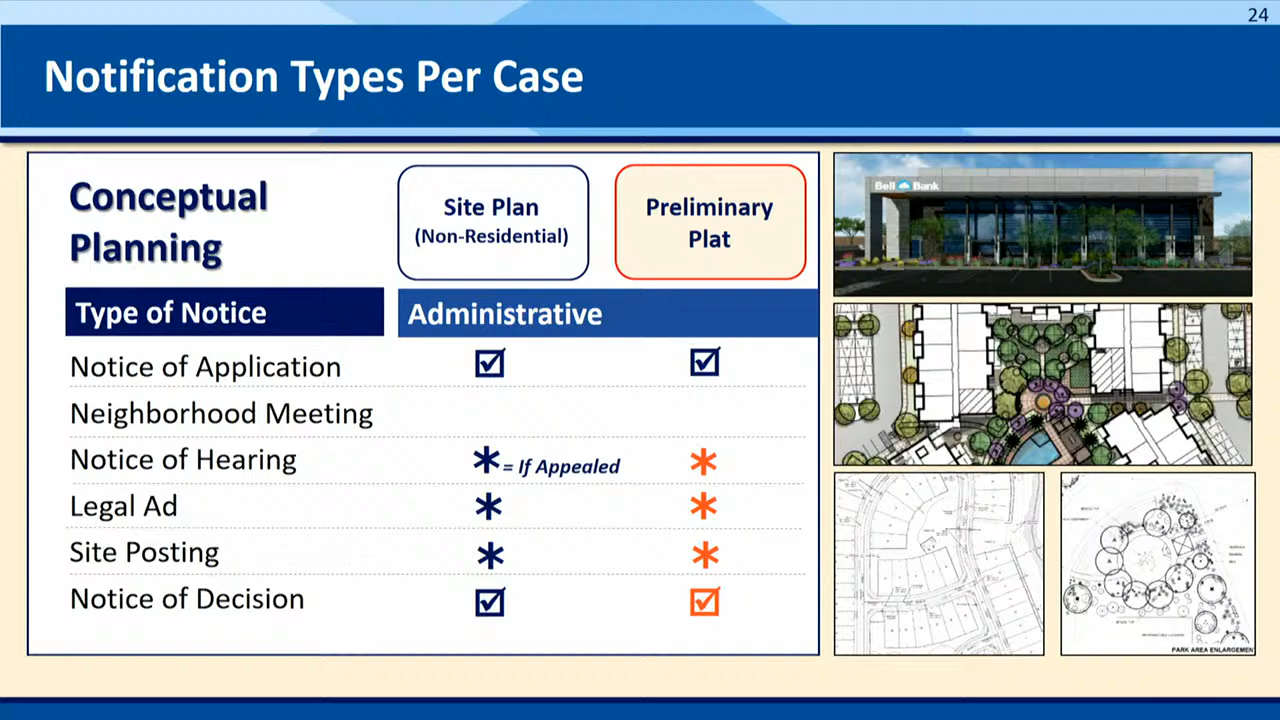 24
Notification Types Per Case
Conceptual
Planning
Site Plan
(Non-Residential)
Preliminary
Plat
Type of Notice
Administrative
Notice of Application
Neighborhood Meeting
Notice of Hearing
* = If Appealed
*
Legal Ad
*
*
Site Posting
*
*
Notice of Decision
Bell Bank
PARK AREA ENLARGEMEN